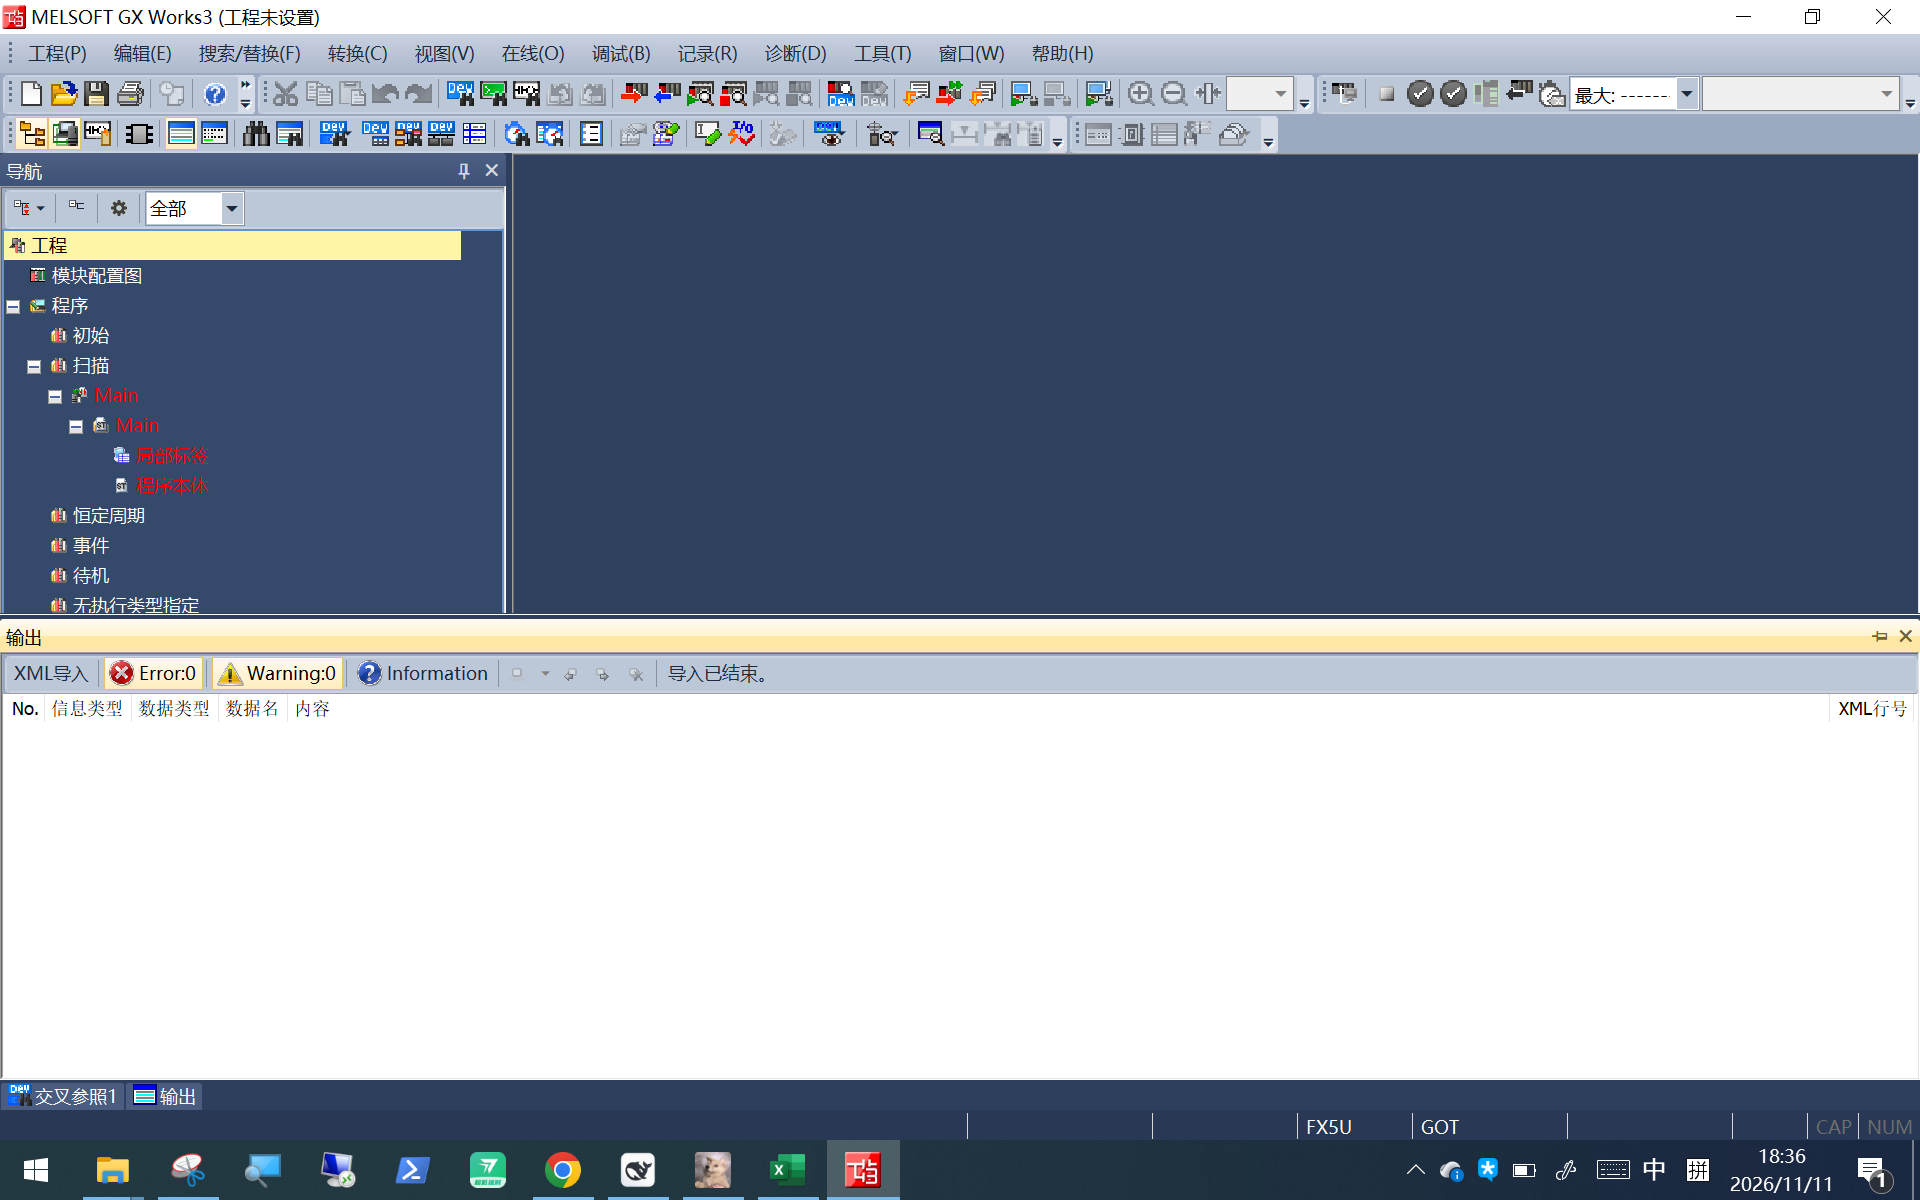 MELSOFT GX Works3 (工程未设置)
工程(P) 编辑(E) 搜索/替换(F) 转换(C) 视图(V) 在线(O) 调试(B) 记录(R) 诊断(D) 工具(T) 窗口(W) 帮助(H)
最大: -------
导航
全部
工程
模块配置图
程序
初始
扫描
Main
Main
局部标签
程序本体
恒定周期
事件
待机
无执行类型指定
输出
XML导入 Error:0 Warning:0 Information 导入已结束。
No. 信息类型 数据类型 数据名 内容 XML行号
交叉参照1 输出
FX5U GOT CAP NUM
中 拼 18:36
2026/11/11 1